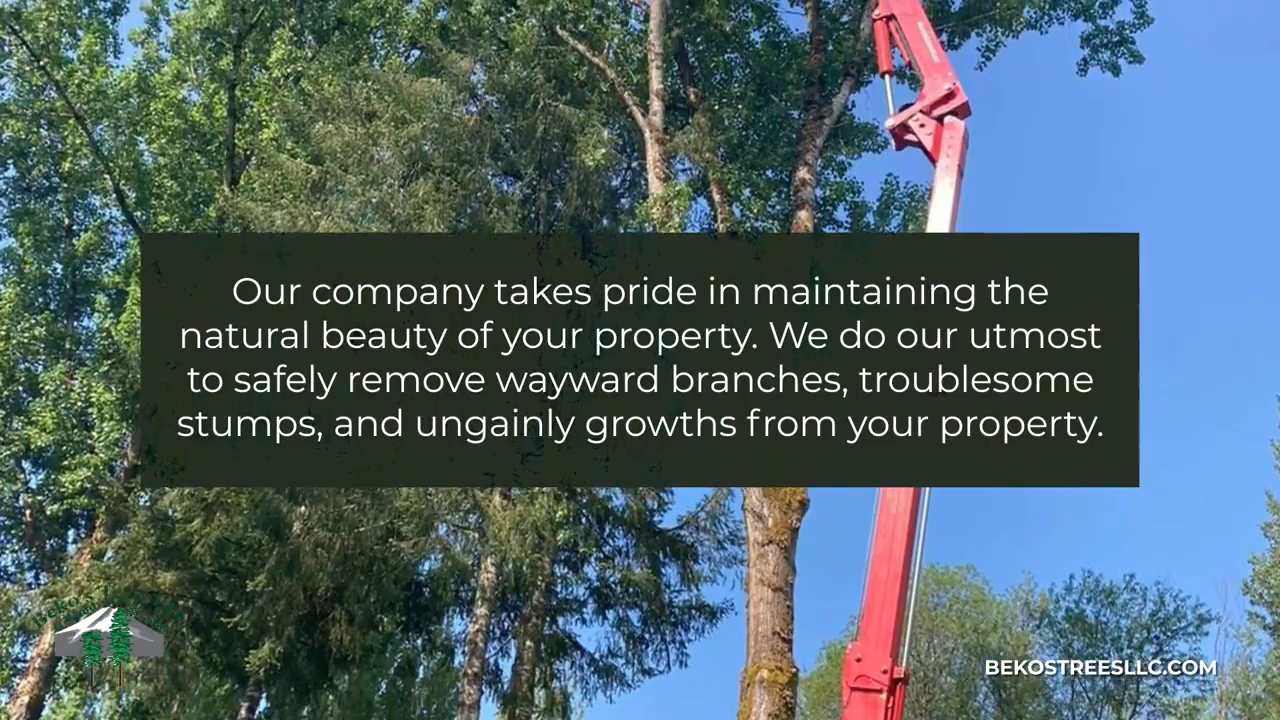 Our company takes pride in maintaining the
natural beauty of your property. We do our utmost
to safely remove wayward branches, troublesome
stumps, and ungainly growths from your property.
BEKOSTREESLLC.COM